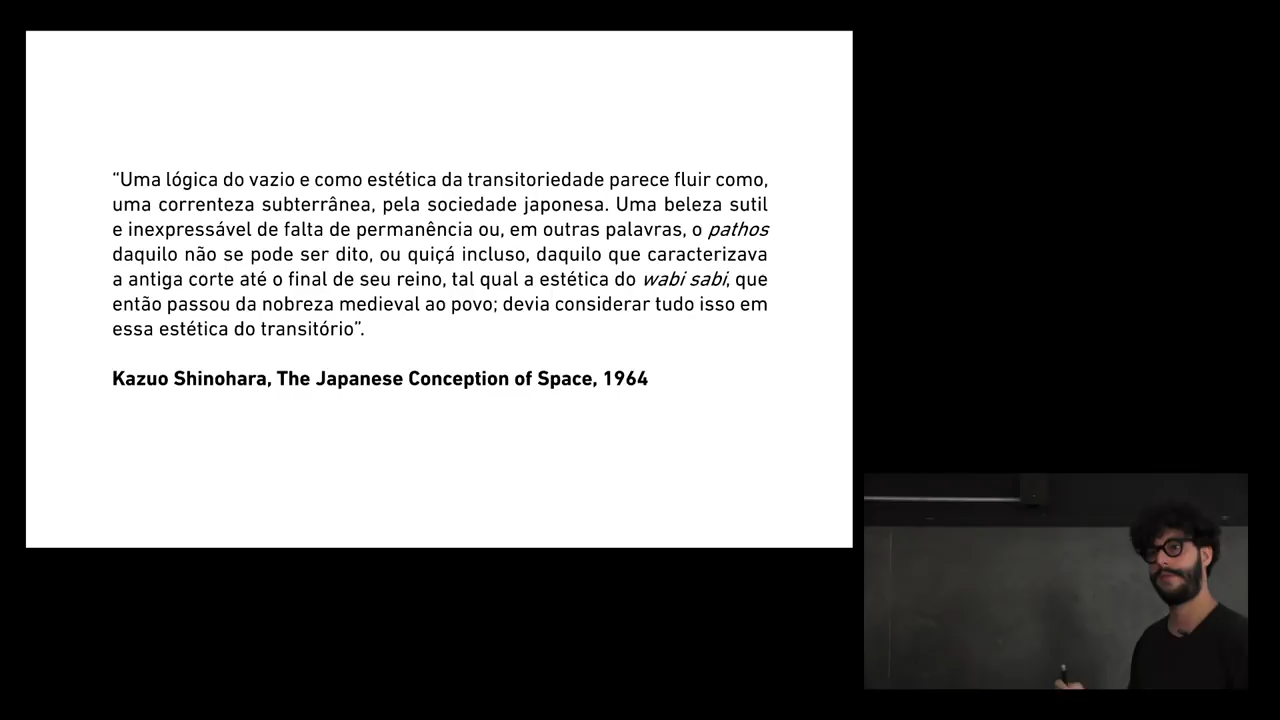 “Uma lógica do vazio e como estética da transitoriedade parece fluir como,
uma correnteza subterrânea, pela sociedade japonesa. Uma beleza sutil
e inexpressável de falta de permanência ou, em outras palavras, o pathos
daquilo não se pode ser dito, ou quiçá incluso, daquilo que caracterizava
a antiga corte até o final de seu reino, tal qual a estética do wabi sabi, que
então passou da nobreza medieval ao povo; devia considerar tudo isso em
essa estética do transitório”.
Kazuo Shinohara, The Japanese Conception of Space, 1964